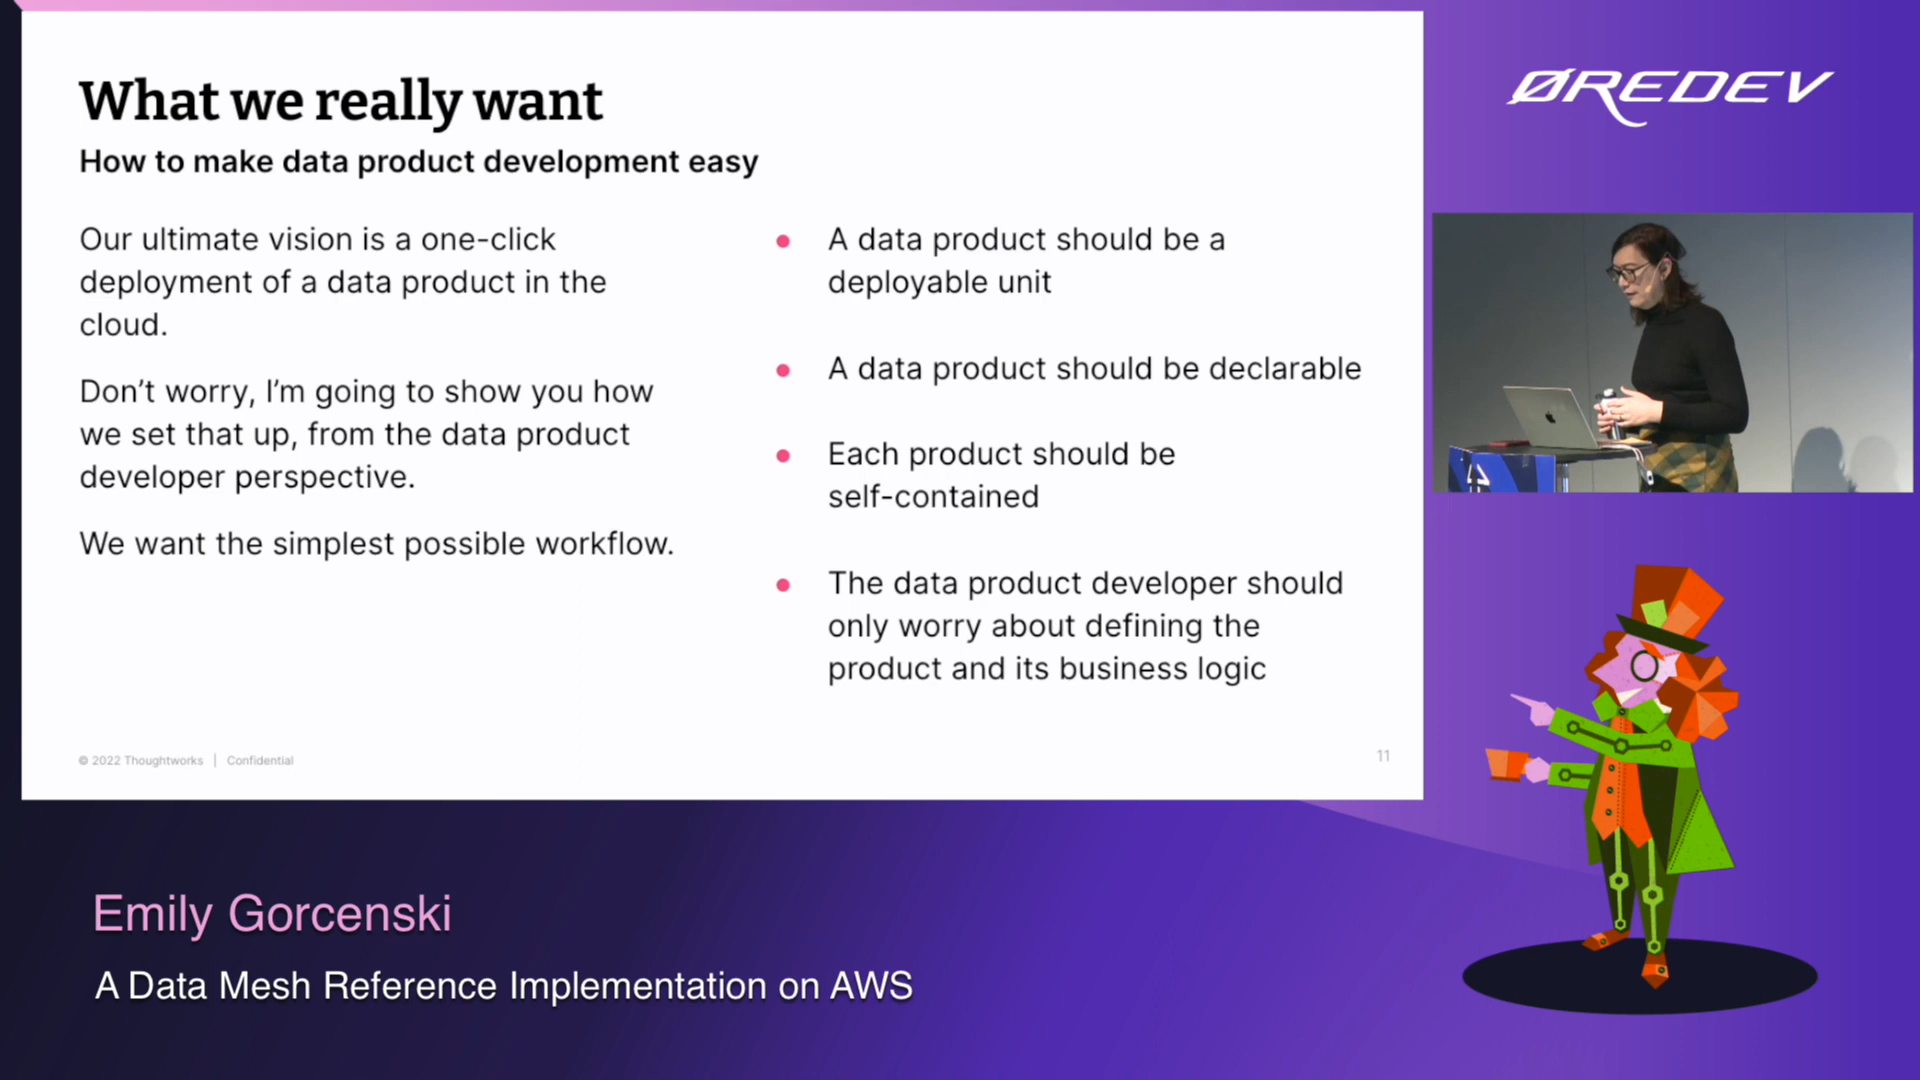 What we really want
How to make data product development easy
Our ultimate vision is a one-click
deployment of a data product in the
cloud.
Don’t worry, I’m going to show you how
we set that up, from the data product
developer perspective.
We want the simplest possible workflow.
A data product should be a
deployable unit
A data product should be declarable
Each product should be
self-contained
The data product developer should
only worry about defining the
product and its business logic
© 2022 Thoughtworks | Confidential
11
ØREDEV
Emily Gorcenski
A Data Mesh Reference Implementation on AWS